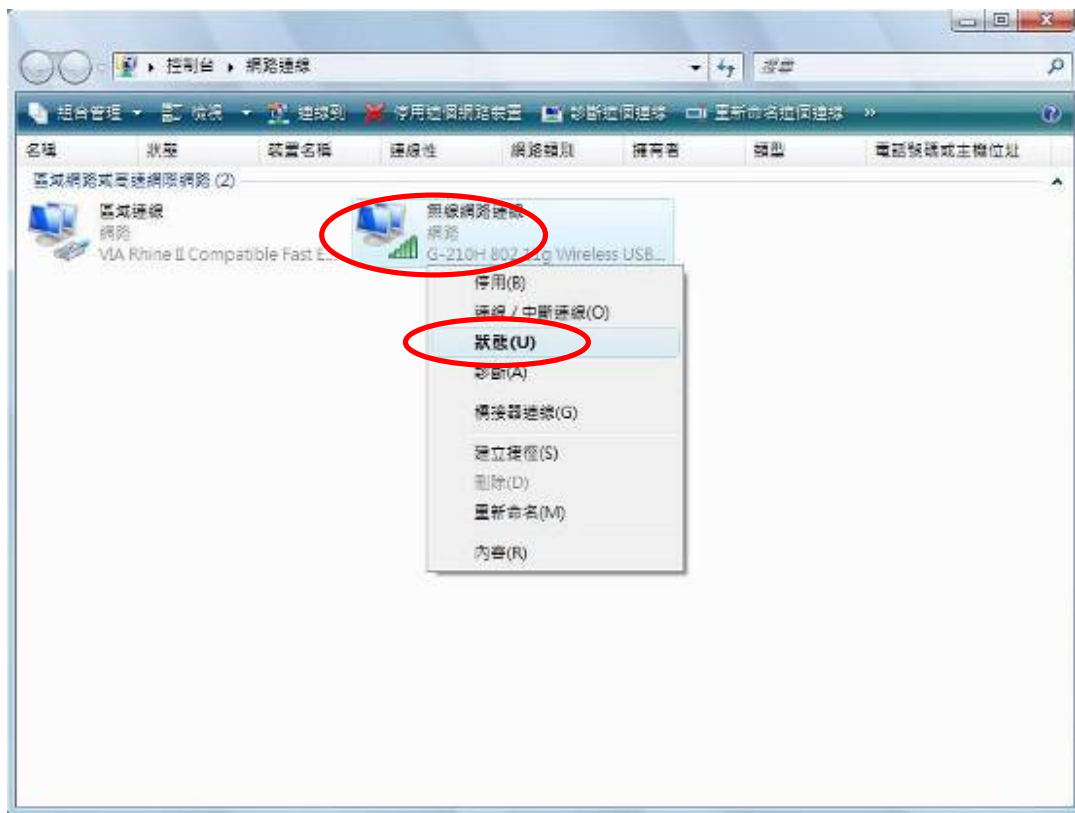 控制台 ▸ 網路連線
搜尋
組合管理 檢視 連線到 停用這個網路裝置 診斷這個連線 重新命名這個連線 »
名稱 狀態 裝置名稱 連線性 網路類別 擁有者 類型 電話號碼或主機位址
區域網路或高速網際網路 (2)
區域連線
網路
VIA Rhine II Compatible Fast E...
無線網路連線
網路
G-210H 802.11g Wireless USB...
停用(B)
連線 / 中斷連線(O)
狀態(U)
診斷(A)
橋接器連線(G)
建立捷徑(S)
刪除(D)
重新命名(M)
內容(R)